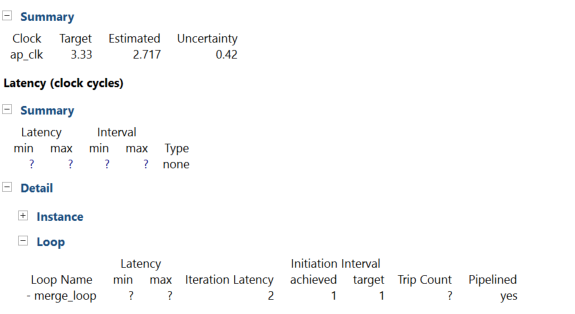 Summary
Clock Target Estimated Uncertainty
ap_clk 3.33 2.717 0.42
Latency (clock cycles)
Summary
Latency Interval
min max min max Type
? ? ? ? none
Detail
Instance
Loop
Latency Initiation Interval
Loop Name min max Iteration Latency achieved target Trip Count Pipelined
- merge_loop ? ? 2 1 1 ? yes